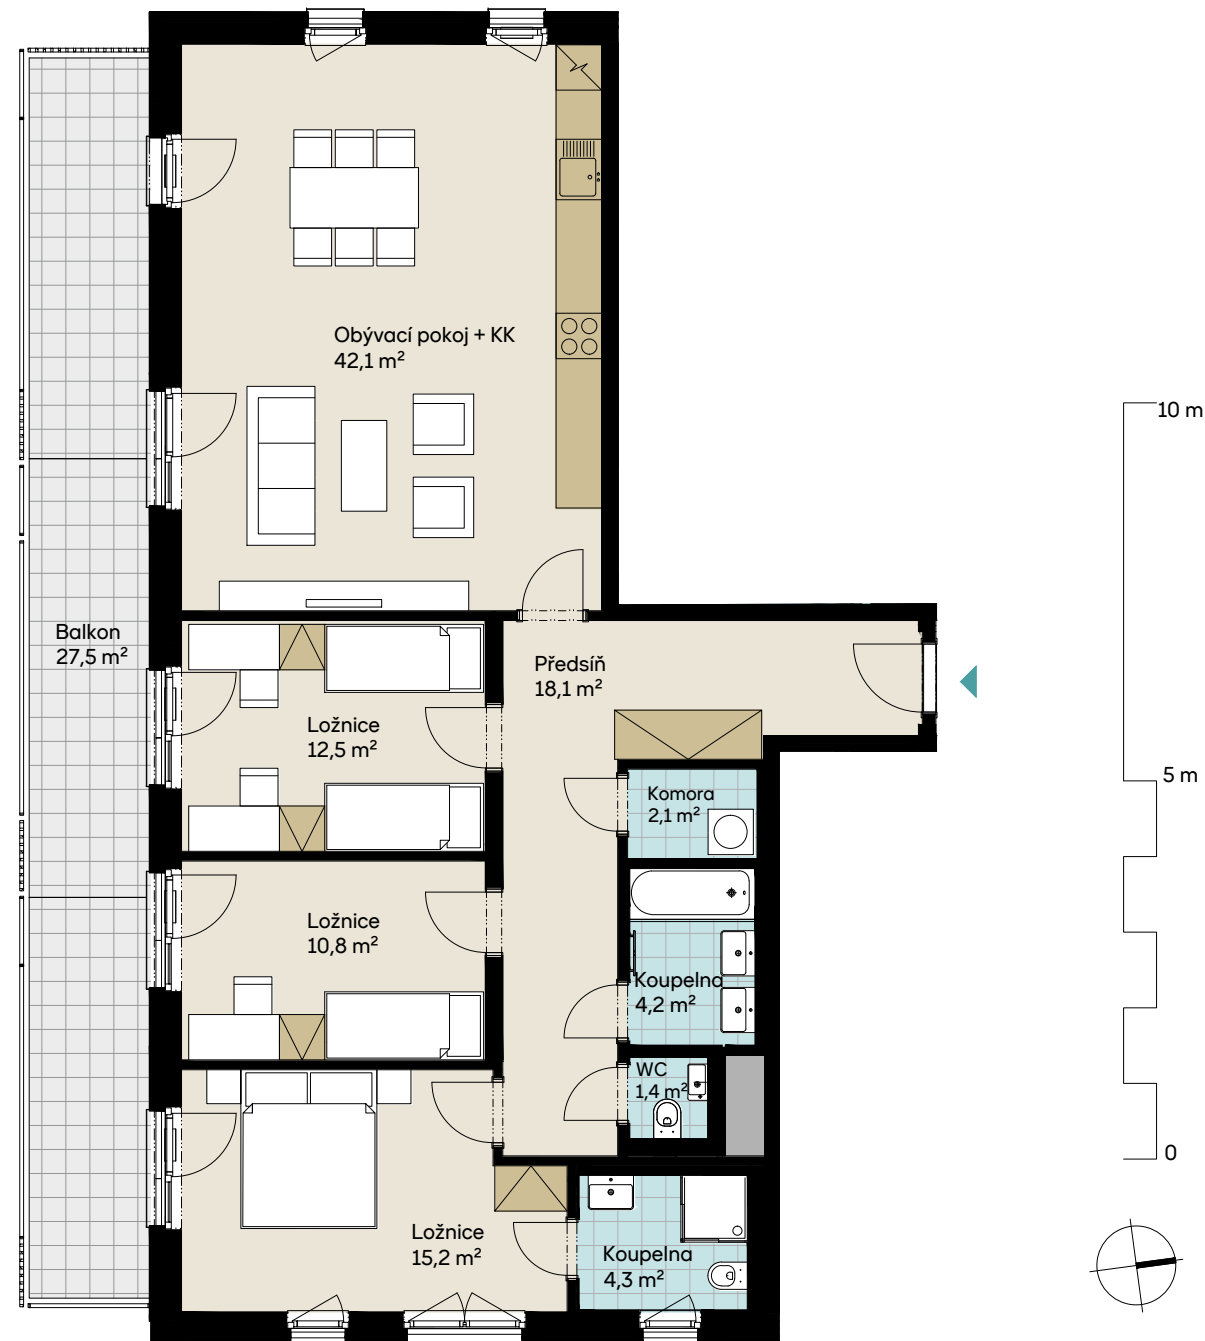 Obývací pokoj + KK
42,1 m²
10 m
Balkon
27,5 m²
Předsíň
18,1 m²
Ložnice
12,5 m²
5 m
Komora
2,1 m²
Ložnice
10,8 m²
Koupelna
4,2 m²
WC
1,4 m²
0
Ložnice
15,2 m²
Koupelna
4,3 m²